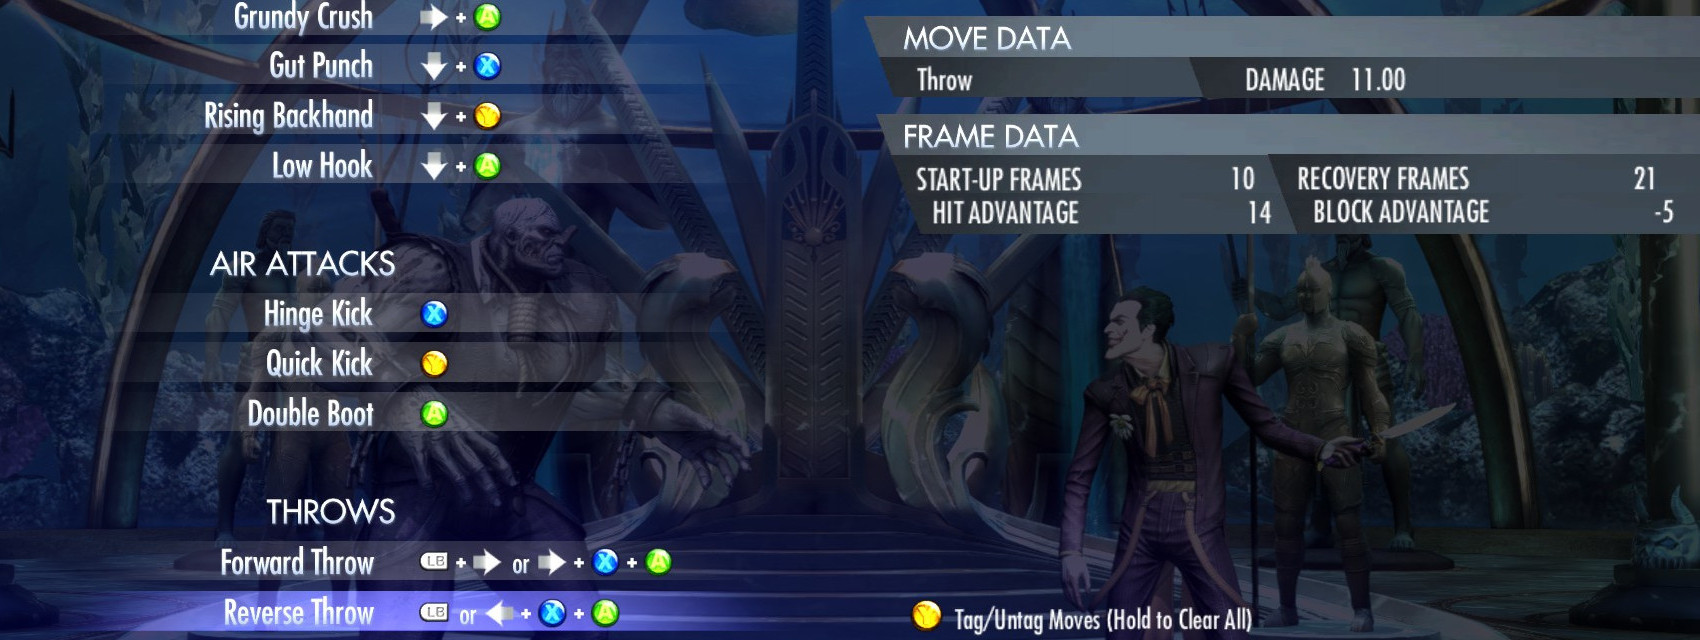 Grundy Crush + A
Gut Punch + X
Rising Backhand + Y
Low Hook + A
AIR ATTACKS
Hinge Kick X
Quick Kick Y
Double Boot A
THROWS
Forward Throw LB + or + X + A
Reverse Throw LB or + X + A
MOVE DATA
Throw DAMAGE 11.00
FRAME DATA
START-UP FRAMES 10 RECOVERY FRAMES 21
HIT ADVANTAGE 14 BLOCK ADVANTAGE -5
Y Tag/Untag Moves (Hold to Clear All)